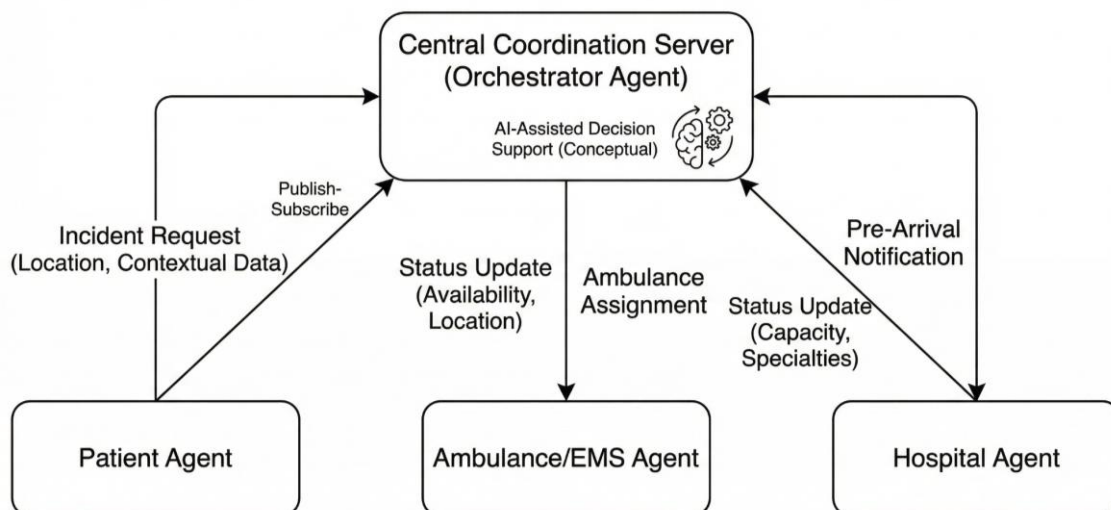 Central Coordination Server
(Orchestrator Agent)
AI-Assisted Decision
Support (Conceptual)
Publish-
Subscribe
Incident Request
(Location, Contextual Data)
Status Update
(Availability,
Location)
Ambulance
Assignment
Pre-Arrival
Notification
Status Update
(Capacity,
Specialties)
Patient Agent
Ambulance/EMS Agent
Hospital Agent